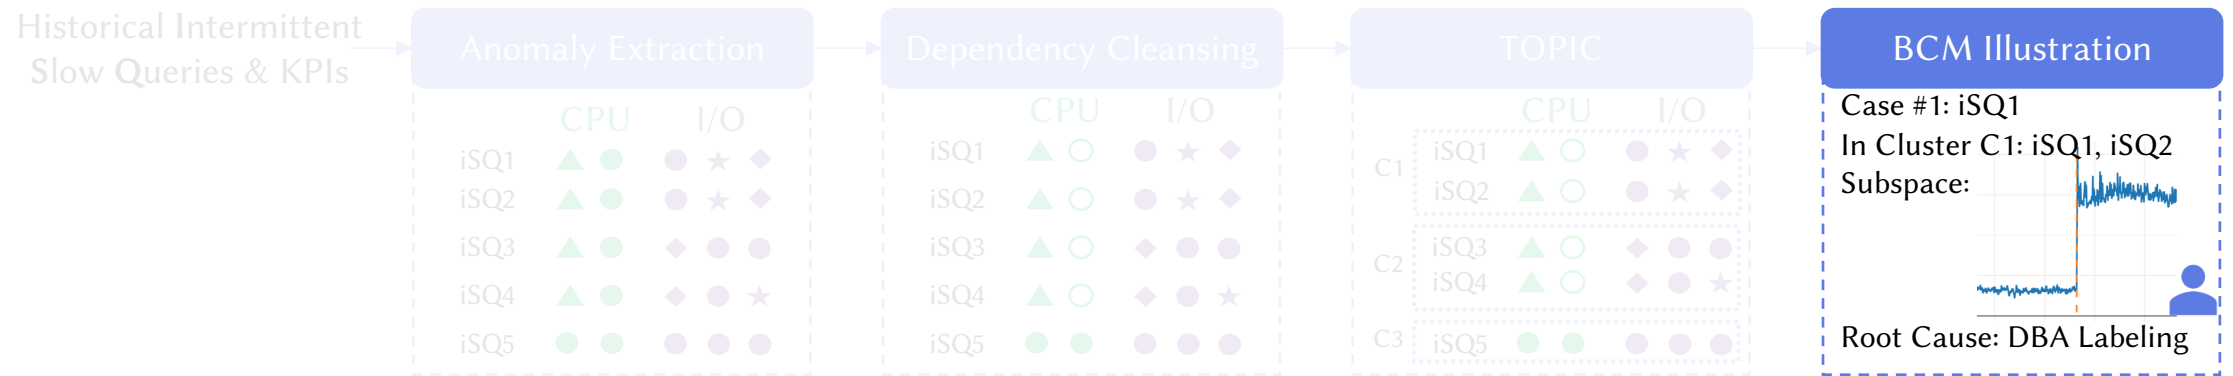 Historical Intermittent
Slow Queries & KPIs
Anomaly Extraction
CPU I/O
iSQ1
iSQ2
iSQ3
iSQ4
iSQ5
Dependency Cleansing
CPU I/O
iSQ1
iSQ2
iSQ3
iSQ4
iSQ5
TOPIC
CPU I/O
C1
iSQ1
iSQ2
C2
iSQ3
iSQ4
C3
iSQ5
BCM Illustration
Case #1: iSQ1
In Cluster C1: iSQ1, iSQ2
Subspace:
Root Cause: DBA Labeling